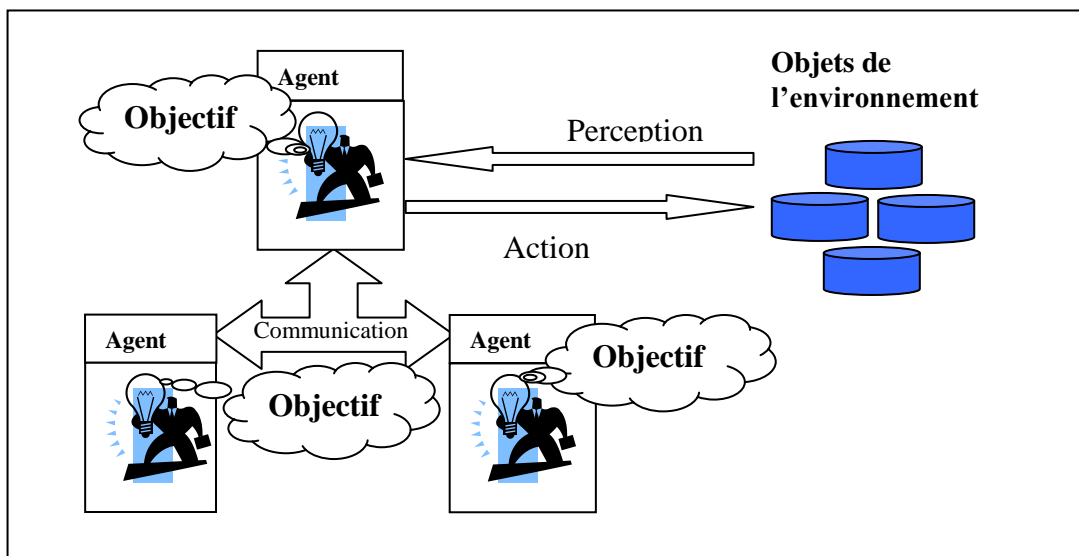 Agent
Objectif
Objets de
l’environnement
Perception
Action
Communication
Agent
Objectif
Agent
Objectif